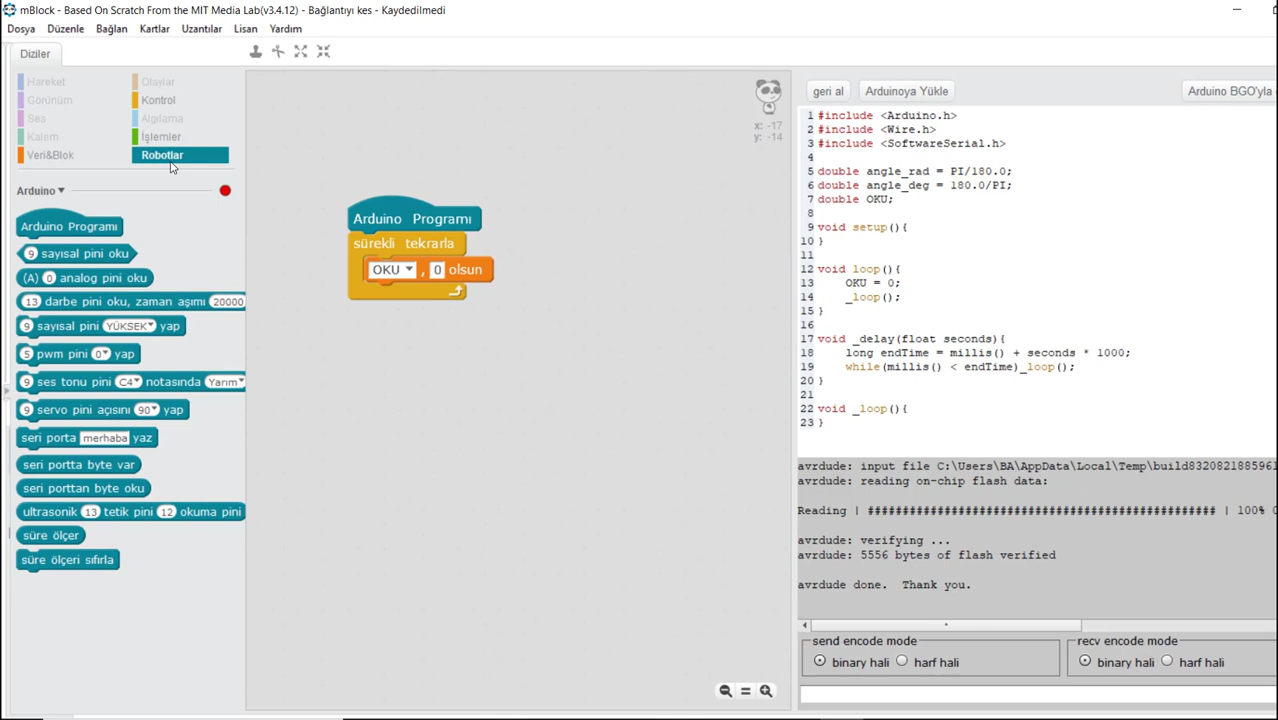 mBlock - Based On Scratch From the MIT Media Lab(v3.4.12) - Bağlantıyı kes - Kaydedilmedi
Dosya Düzenle Bağlan Kartlar Uzantılar Lisan Yardım
Diziler
Hareket Olaylar
Görünüm Kontrol
Ses Algılama
Kalem İşlemler
Veri&Blok Robotlar
Arduino
Arduino Programı
9 sayısal pini oku
(A) 0 analog pini oku
13 darbe pini oku, zaman aşımı 20000
9 sayısal pini YÜKSEK yap
5 pwm pini 0 yap
9 ses tonu pini C4 notasında Yarım
9 servo pini açısını 90 yap
seri porta merhaba yaz
seri portta byte var
seri porttan byte oku
ultrasonik 13 tetik pini 12 okuma pini
süre ölçer
süre ölçeri sıfırla
Arduino Programı
sürekli tekrarla
OKU , 0 olsun
x: -17
y: -14
geri al Arduinoya Yükle Arduino BGO'yla
1 #include <Arduino.h>
2 #include <Wire.h>
3 #include <SoftwareSerial.h>
4
5 double angle_rad = PI/180.0;
6 double angle_deg = 180.0/PI;
7 double OKU;
8
9 void setup(){
10 }
11
12 void loop(){
13 OKU = 0;
14 _loop();
15 }
16
17 void _delay(float seconds){
18 long endTime = millis() + seconds * 1000;
19 while(millis() < endTime)_loop();
20 }
21
22 void _loop(){
23 }
avrdude: input file C:\Users\BA\AppData\Local\Temp\build8320821885961
avrdude: reading on-chip flash data:
Reading | ################################################## | 100% 0
avrdude: verifying ...
avrdude: 5556 bytes of flash verified
avrdude done. Thank you.
send encode mode recv encode mode
binary hali harf hali binary hali harf hali